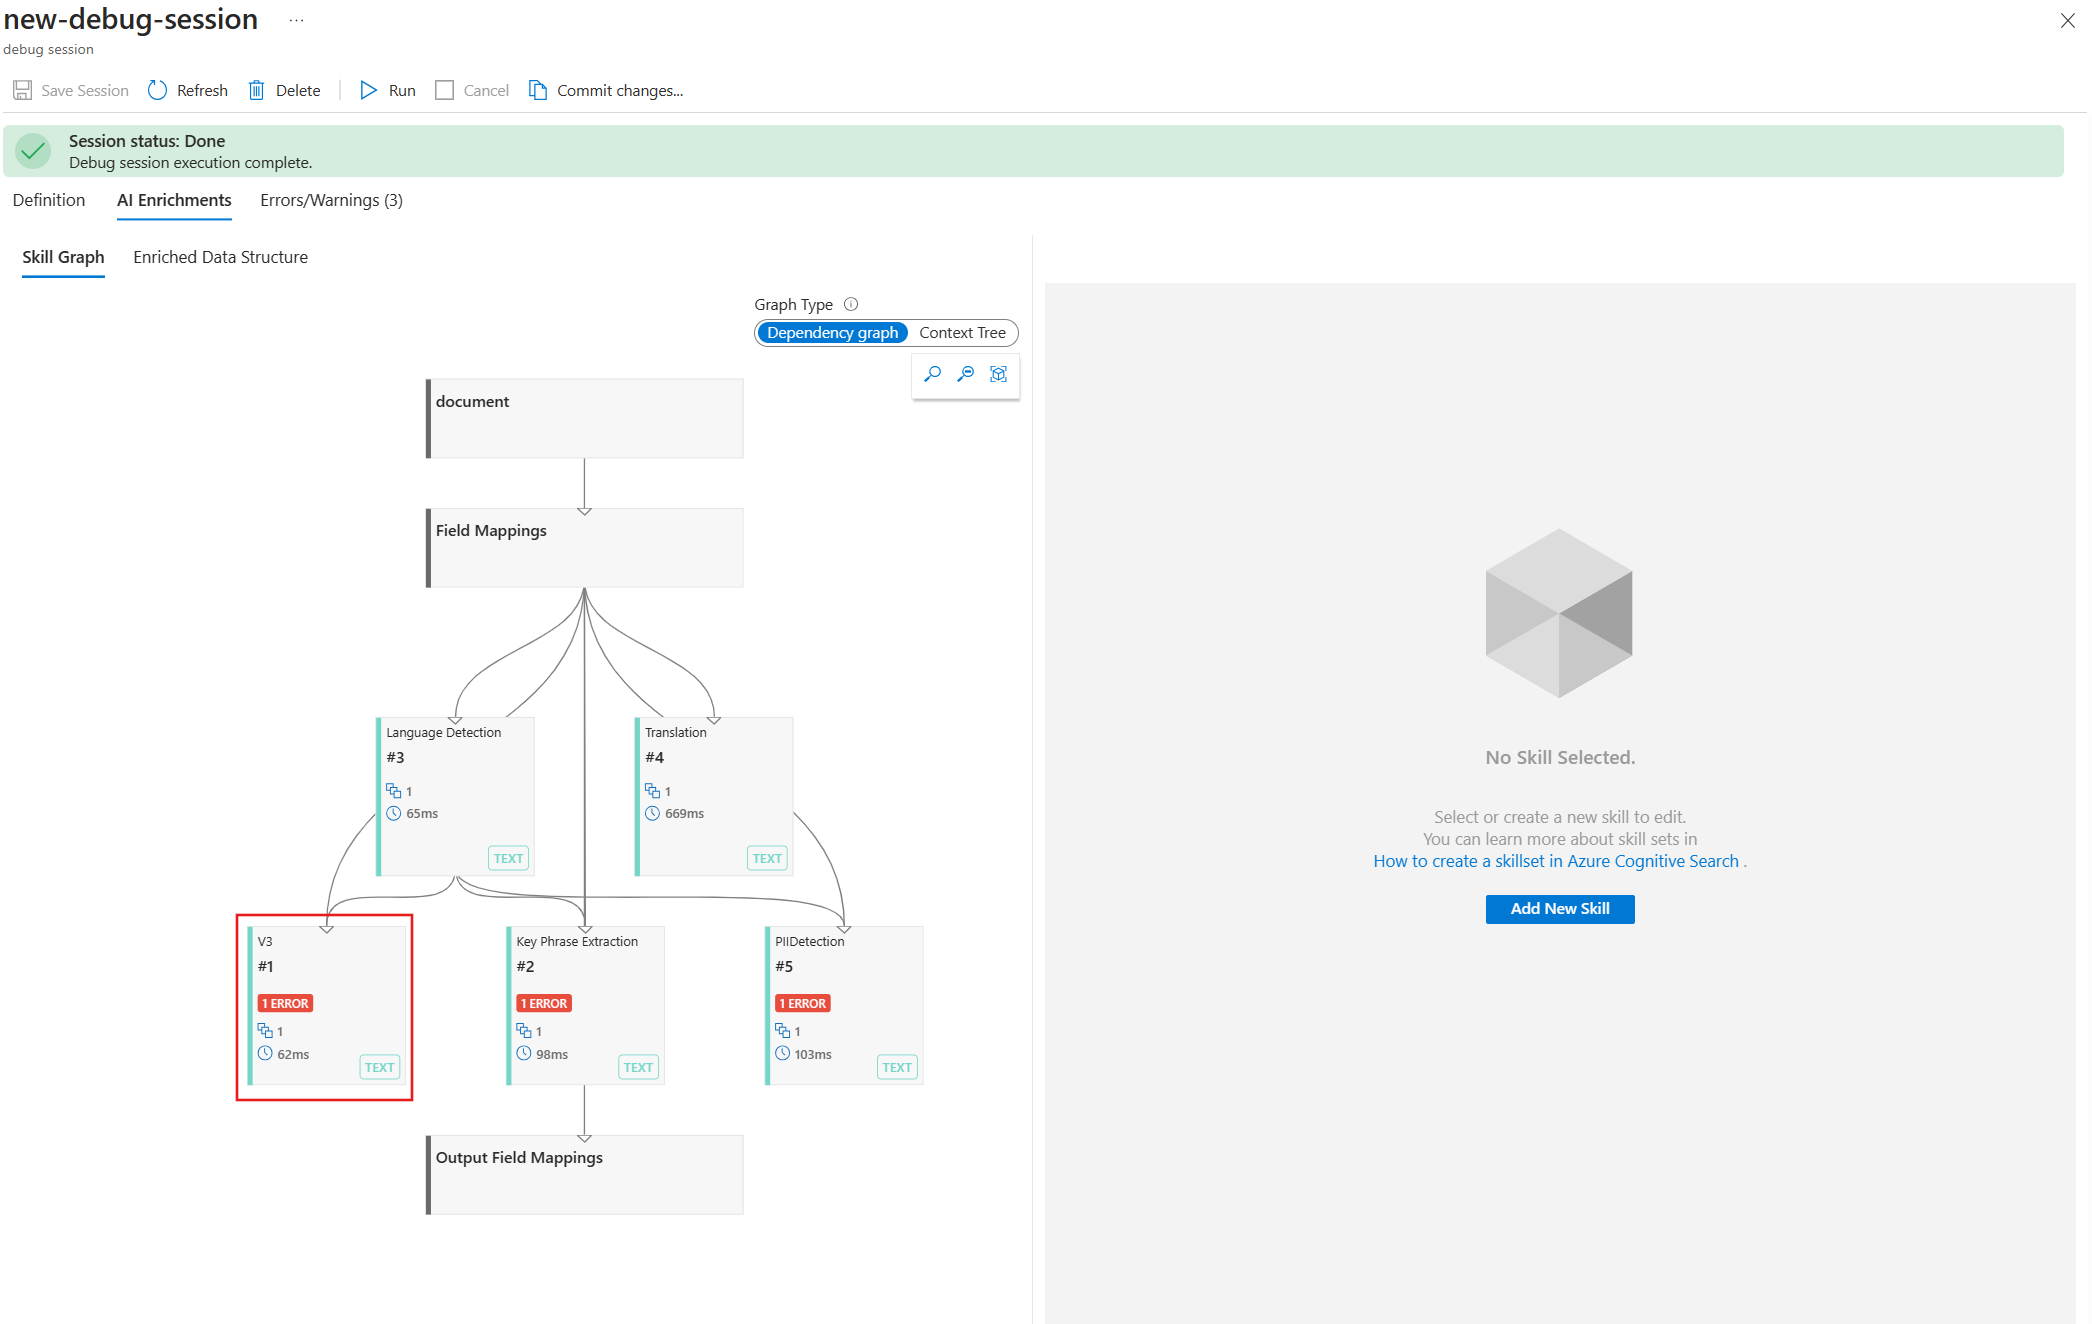 new-debug-session ...
debug session
Save Session Refresh Delete Run Cancel Commit changes...
Session status: Done
Debug session execution complete.
Definition AI Enrichments Errors/Warnings (3)
Skill Graph Enriched Data Structure
Graph Type
Dependency graph Context Tree
document
Field Mappings
Language Detection
#3
1
65ms
TEXT
Translation
#4
1
669ms
TEXT
V3
#1
1 ERROR
1
62ms
TEXT
Key Phrase Extraction
#2
1 ERROR
1
98ms
TEXT
PIIDetection
#5
1 ERROR
1
103ms
TEXT
Output Field Mappings
No Skill Selected.
Select or create a new skill to edit.
You can learn more about skill sets in
How to create a skillset in Azure Cognitive Search .
Add New Skill